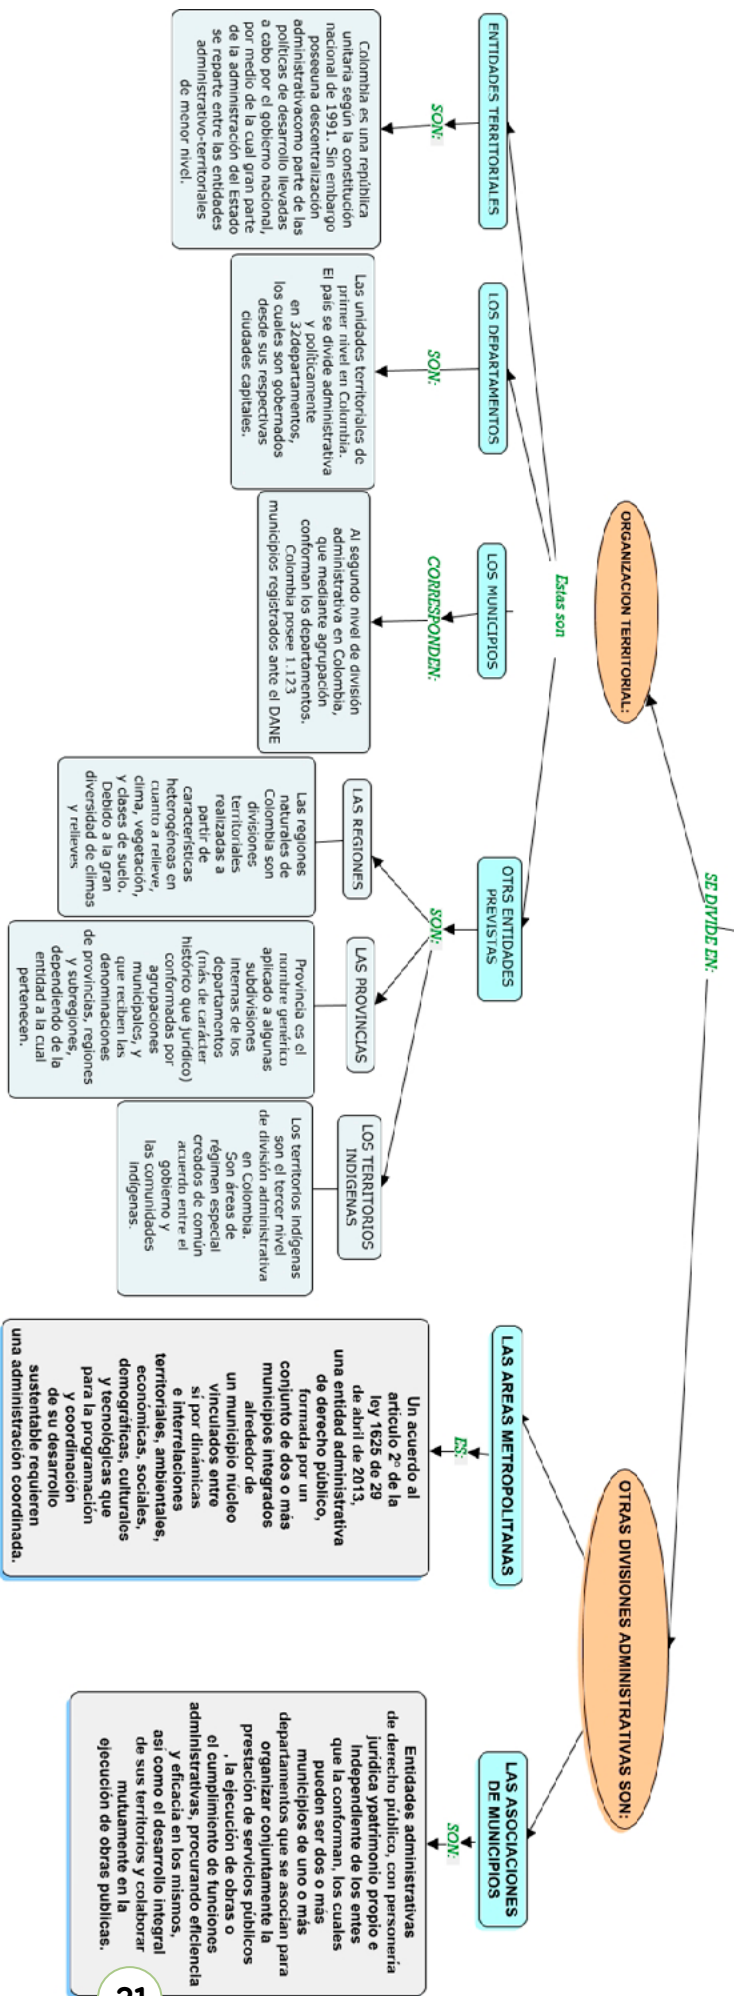 SE DIVIDE EN:
ORGANIZACION TERRITORIAL:
Estas son
ENTIDADES TERRITORIALES
SON:
Colombia es una república
unitaria según la constitución
nacional de 1991. Sin embargo
poseeuna descentralización
administrativacomo parte de las
políticas de desarrollo llevadas
a cabo por el gobierno nacional,
por medio de la cual gran parte
de la administración del Estado
se reparte entre las entidades
administrativo-territoriales
de menor nivel.
LOS DEPARTAMENTOS
SON:
Las unidades territoriales de
primer nivel en Colombia.
El país se divide administrativa
y políticamente
en 32departamentos,
los cuales son gobernados
desde sus respectivas
ciudades capitales.
LOS MUNICIPIOS
CORRESPONDEN:
Al segundo nivel de división
administrativa en Colombia,
que mediante agrupación
conforman los departamentos.
Colombia posee 1.123
municipios registrados ante el DANE
OTRS ENTIDADES
PREVISTAS
SON:
LAS REGIONES
Las regiones
naturales de
Colombia son
divisiones
territoriales
realizadas a
partir de
características
heterogéneas en
cuanto a relieve,
clima, vegetación,
y clases de suelo.
Debido a la gran
diversidad de climas
y relieves
LAS PROVINCIAS
Provincia es el
nombre genérico
aplicado a algunas
subdivisiones
internas de los
departamentos
(más de carácter
histórico que jurídico)
conformadas por
agrupaciones
municipales, y
que reciben las
denominaciones
de provincias, regiones
y subregiones,
dependiendo de la
entidad a la cual
pertenecen.
LOS TERRITORIOS
INDIGENAS
Los territorios indígenas
son el tercer nivel
de división administrativa
en Colombia.
Son áreas de
régimen especial
creados de común
acuerdo entre el
gobierno y
las comunidades
indígenas.
OTRAS DIVISIONES ADMINISTRATIVAS SON:
LAS AREAS METROPOLITANAS
ES:
Un acuerdo al
artículo 2º de la
ley 1625 de 29
de abril de 2013,
una entidad administrativa
de derecho público,
formada por un
conjunto de dos o más
municipios integrados
alrededor de
un municipio núcleo
vinculados entre
sí por dinámicas
e interrelaciones
territoriales, ambientales,
económicas, sociales,
demográficas, culturales
y tecnológicas que
para la programación
y coordinación
de su desarrollo
sustentable requieren
una administración coordinada.
LAS ASOCIACIONES
DE MUNICIPIOS
SON:
Entidades administrativas
de derecho público, con personería
jurídica ypatrimonio propio e
independiente de los entes
que la conforman, los cuales
pueden ser dos o más
municipios de uno o más
departamentos que se asocian para
organizar conjuntamente la
prestación de servicios públicos
, la ejecución de obras o
el cumplimiento de funciones
administrativas, procurando eficiencia
y eficacia en los mismos,
así como el desarrollo integral
de sus territorios y colaborar
mutuamente en la
ejecución de obras publicas.
21